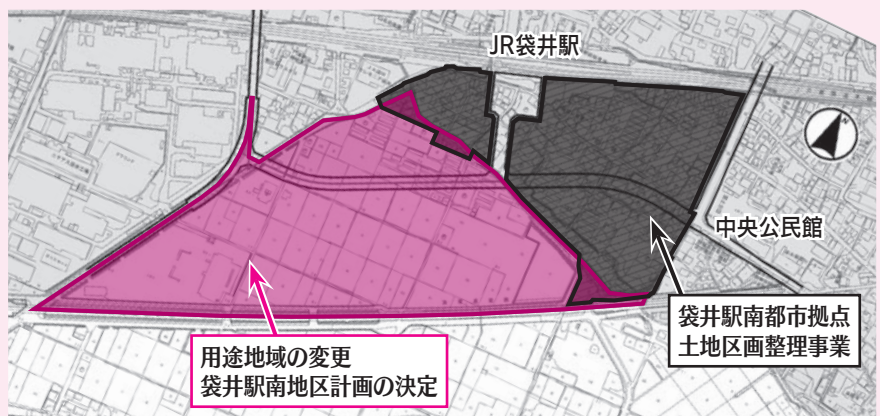 JR袋井駅
中央公民館
袋井駅南都市拠点
土地区画整理事業
用途地域の変更
袋井駅南地区計画の決定